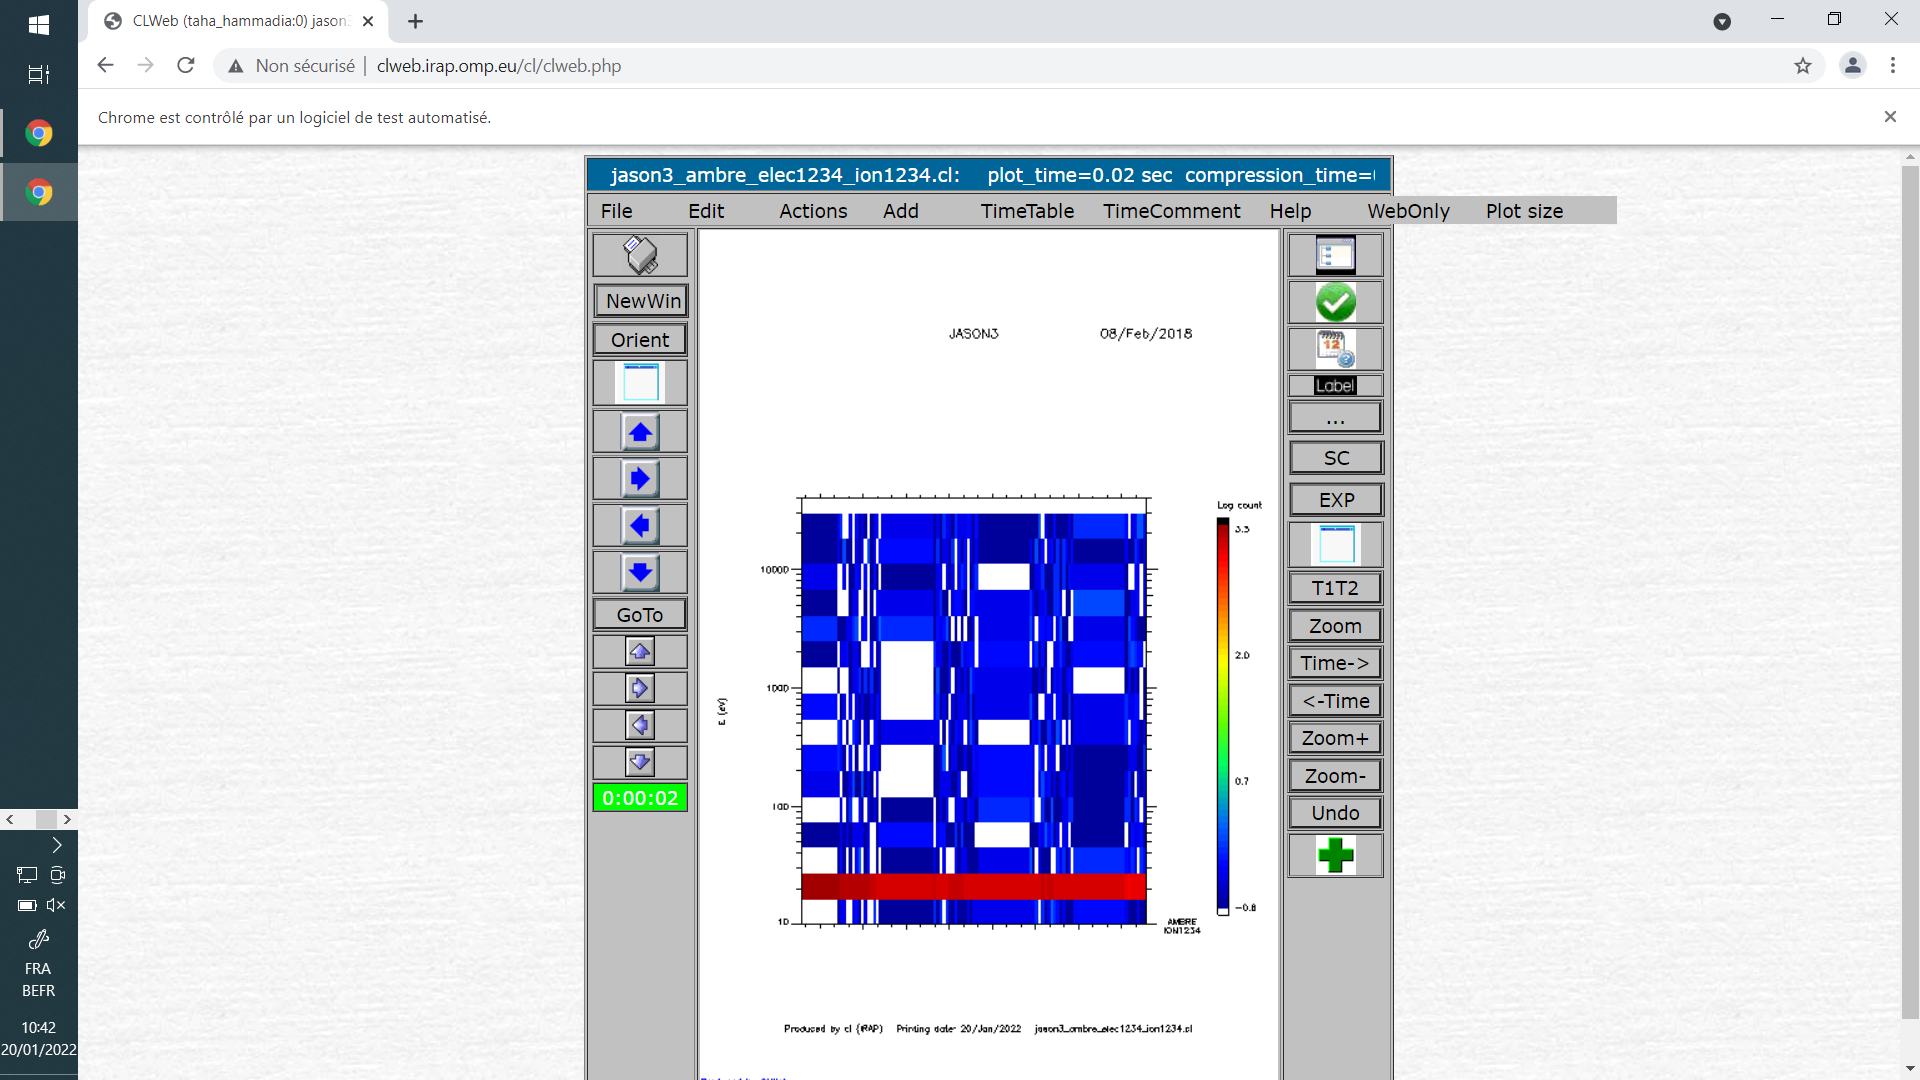 CLWeb (taha_hammadia:0) jason
Non sécurisé | clweb.irap.omp.eu/cl/clweb.php
Chrome est contrôlé par un logiciel de test automatisé.
jason3_ambre_elec1234_ion1234.cl: plot_time=0.02 sec compression_time=
File Edit Actions Add TimeTable TimeComment Help WebOnly Plot size
NewWin
Orient
GoTo
0:00:02
JASON3 08/Feb/2018
Log count
3.3
2.0
0.7
-0.8
10000
1000
100
10
E (eV)
AMBRE
ION1234
Produced by cl (IRAP) Printing date: 20/Jan/2022 jason3_ambre_elec1234_ion1234.cl
12
Label
...
SC
EXP
T1T2
Zoom
Time->
<-Time
Zoom+
Zoom-
Undo
FRA
BEFR
10:42
20/01/2022